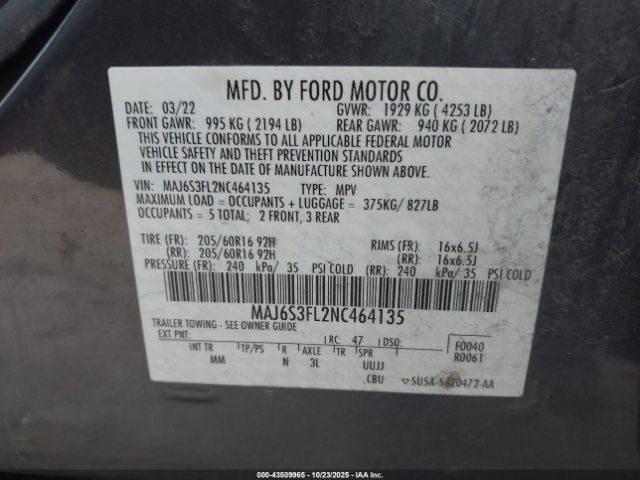 MFD. BY FORD MOTOR CO.
DATE: 03/22 GVWR: 1929 KG ( 4253 LB)
FRONT GAWR: 995 KG ( 2194 LB) REAR GAWR: 940 KG ( 2072 LB)
THIS VEHICLE CONFORMS TO ALL APPLICABLE FEDERAL MOTOR
VEHICLE SAFETY AND THEFT PREVENTION STANDARDS
IN EFFECT ON THE DATE OF MANUFACTURE SHOWN ABOVE.
VIN: MAJ6S3FL2NC464135 TYPE: MPV
MAXIMUM LOAD = OCCUPANTS + LUGGAGE = 375KG/ 827LB
OCCUPANTS = 5 TOTAL; 2 FRONT, 3 REAR
TIRE (FR): 205/60R16 92H RIMS (FR): 16x6.5J
(RR): 205/60R16 92H (RR): 16x6.5J
PRESSURE (FR): 240 kPa/ 35 PSI COLD (RR): 240 kPa/ 35 PSI COLD
MAJ6S3FL2NC464135
TRAILER TOWING - SEE OWNER GUIDE
EXT PNT: RC: 47 DSO: F0040
INT TR TP/PS R AXLE TR SPR R0061
MM N 3L UUJJ
CBU 5USA-5420472-AA
000-43509965 - 10/23/2025 - IAAI.COM